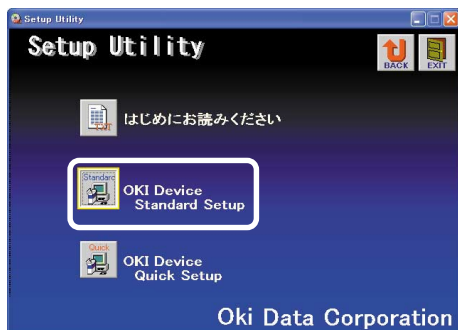 Setup Utility
Setup Utility
BACK
EXIT
TXT
はじめにお読みください
Standard
OKI Device
Standard Setup
Quick
OKI Device
Quick Setup
Oki Data Corporation